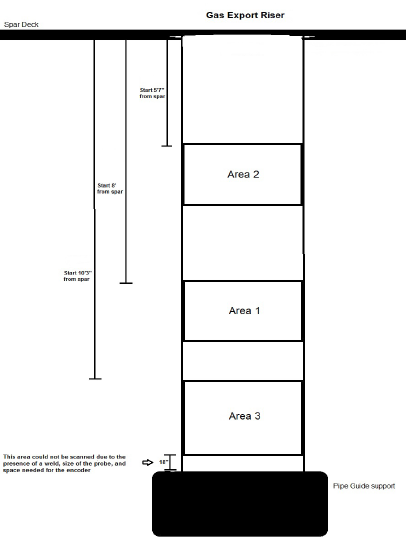 Gas Export Riser
Spar Deck
Start 5'7"
from spar
Area 2
Start 8'
from spar
Start 10'3"
from spar
Area 1
Area 3
This area could not be scanned due to the
presence of a weld, size of the probe, and
space needed for the encoder
18"
Pipe Guide support